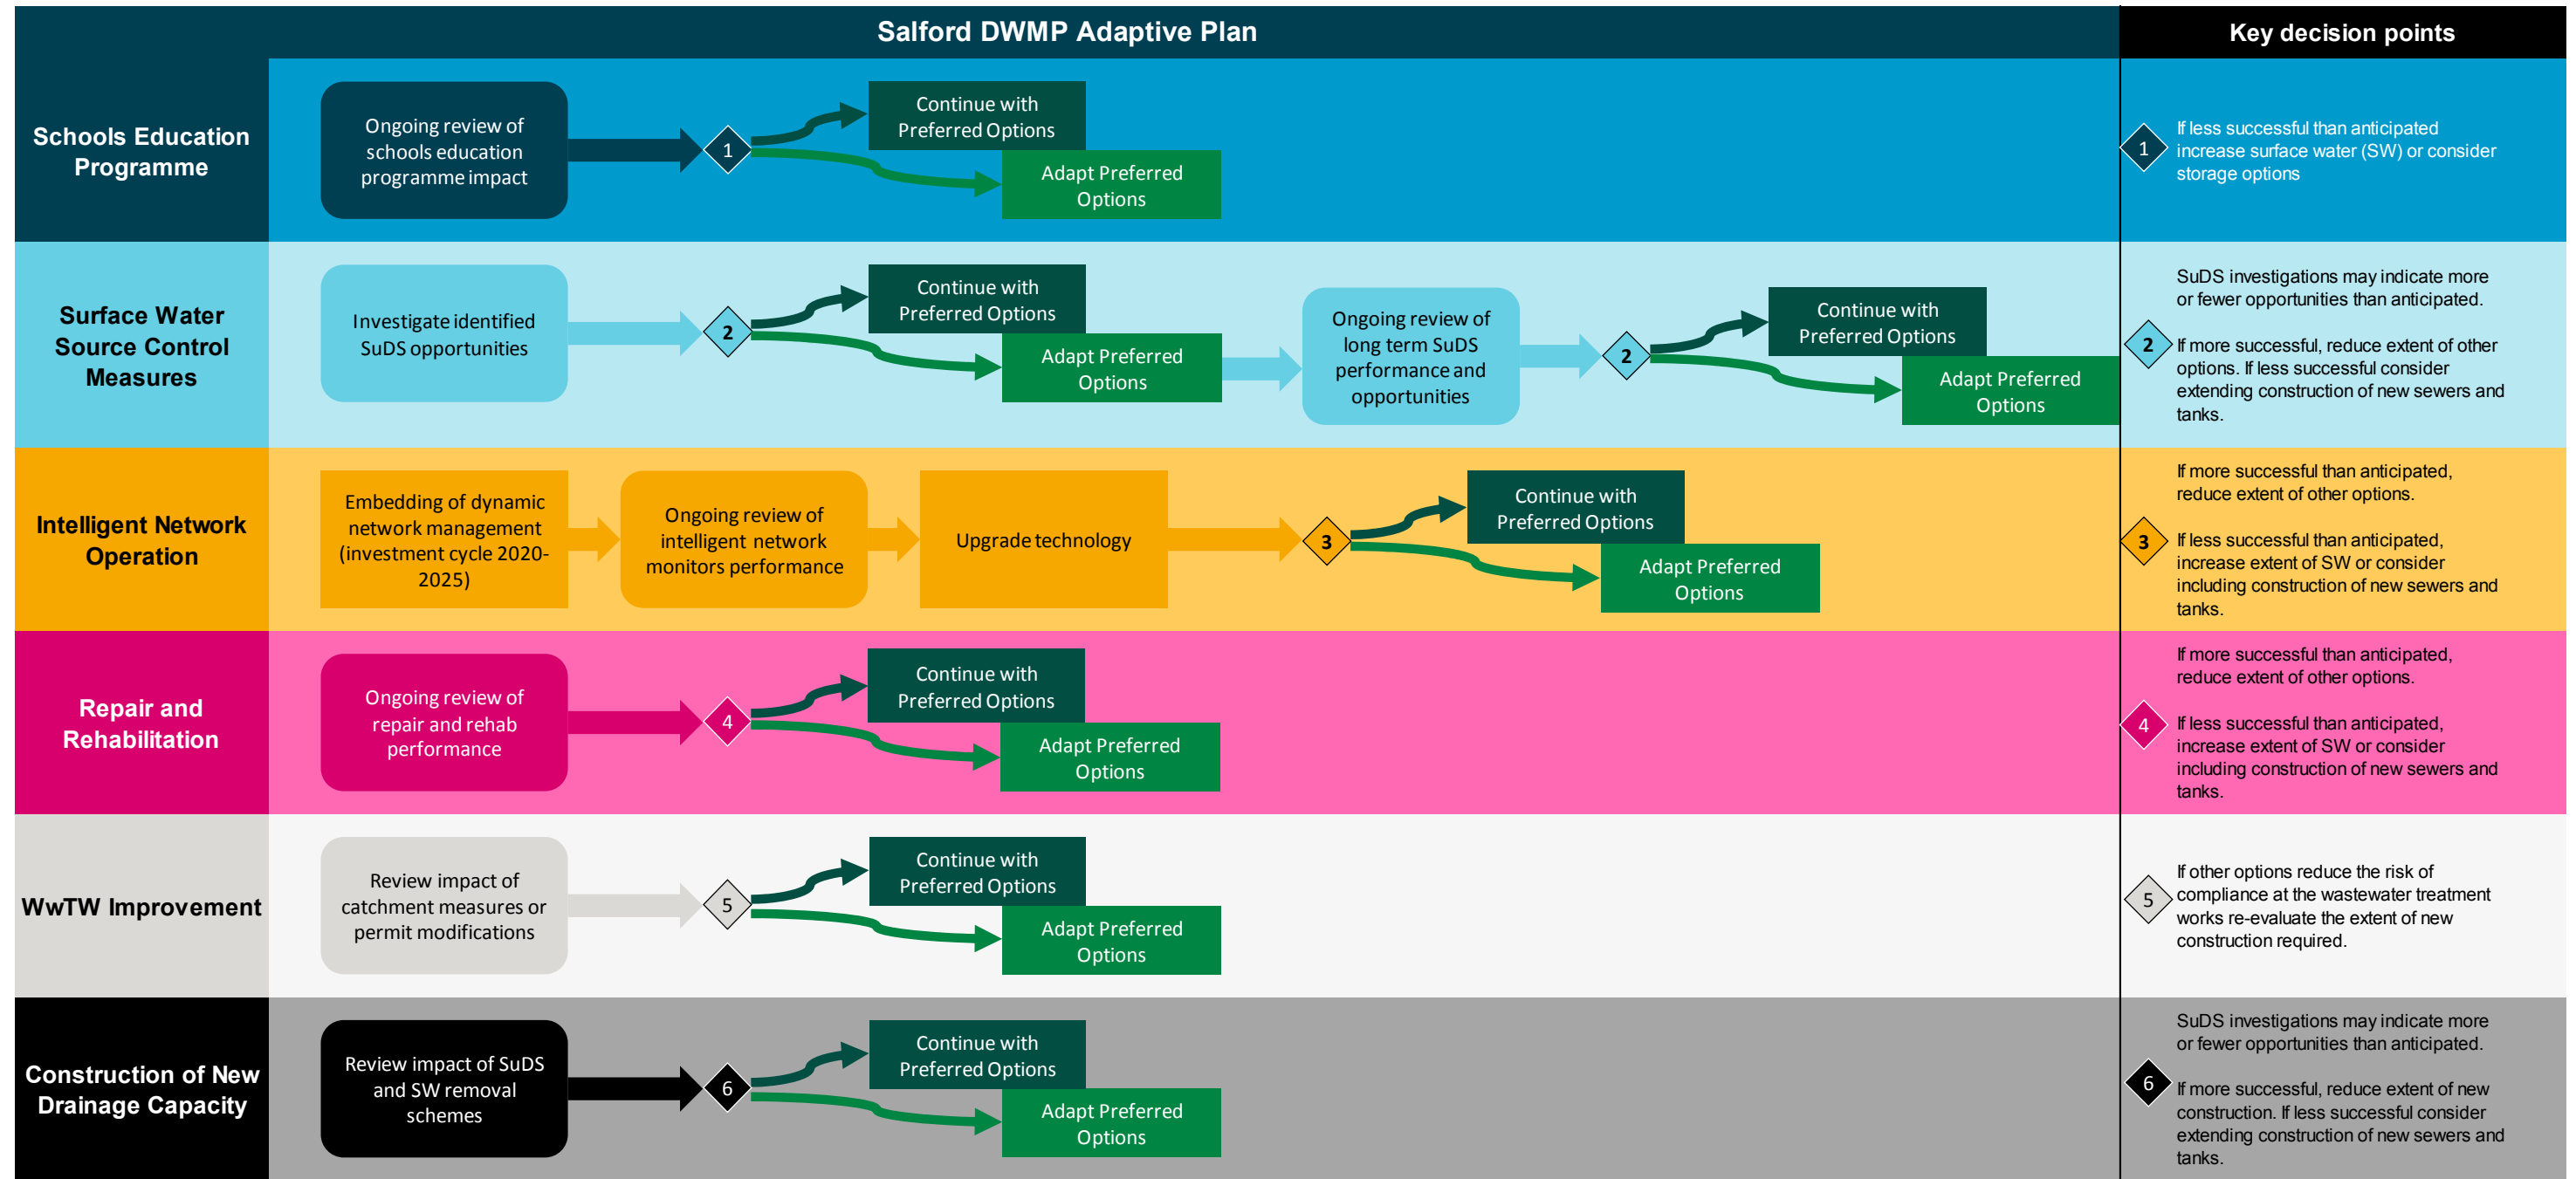 Salford DWMP Adaptive Plan
Key decision points
Schools Education
Programme
Ongoing review of
schools education
programme impact
1
Continue with
Preferred Options
Adapt Preferred
Options
1
If less successful than anticipated
increase surface water (SW) or consider
storage options
Surface Water
Source Control
Measures
Investigate identified
SuDS opportunities
2
Continue with
Preferred Options
Adapt Preferred
Options
Ongoing review of
long term SuDS
performance and
opportunities
2
Continue with
Preferred Options
Adapt Preferred
Options
2
SuDS investigations may indicate more
or fewer opportunities than anticipated.
If more successful, reduce extent of other
options. If less successful consider
extending construction of new sewers and
tanks.
Intelligent Network
Operation
Embedding of dynamic
network management
(investment cycle 2020-
2025)
Ongoing review of
intelligent network
monitors performance
Upgrade technology
3
Continue with
Preferred Options
Adapt Preferred
Options
3
If more successful than anticipated,
reduce extent of other options.
If less successful than anticipated,
increase extent of SW or consider
including construction of new sewers and
tanks.
Repair and
Rehabilitation
Ongoing review of
repair and rehab
performance
4
Continue with
Preferred Options
Adapt Preferred
Options
4
If more successful than anticipated,
reduce extent of other options.
If less successful than anticipated,
increase extent of SW or consider
including construction of new sewers and
tanks.
WwTW Improvement
Review impact of
catchment measures or
permit modifications
5
Continue with
Preferred Options
Adapt Preferred
Options
5
If other options reduce the risk of
compliance at the wastewater treatment
works re-evaluate the extent of new
construction required.
Construction of New
Drainage Capacity
Review impact of SuDS
and SW removal
schemes
6
Continue with
Preferred Options
Adapt Preferred
Options
6
SuDS investigations may indicate more
or fewer opportunities than anticipated.
If more successful, reduce extent of new
construction. If less successful consider
extending construction of new sewers and
tanks.